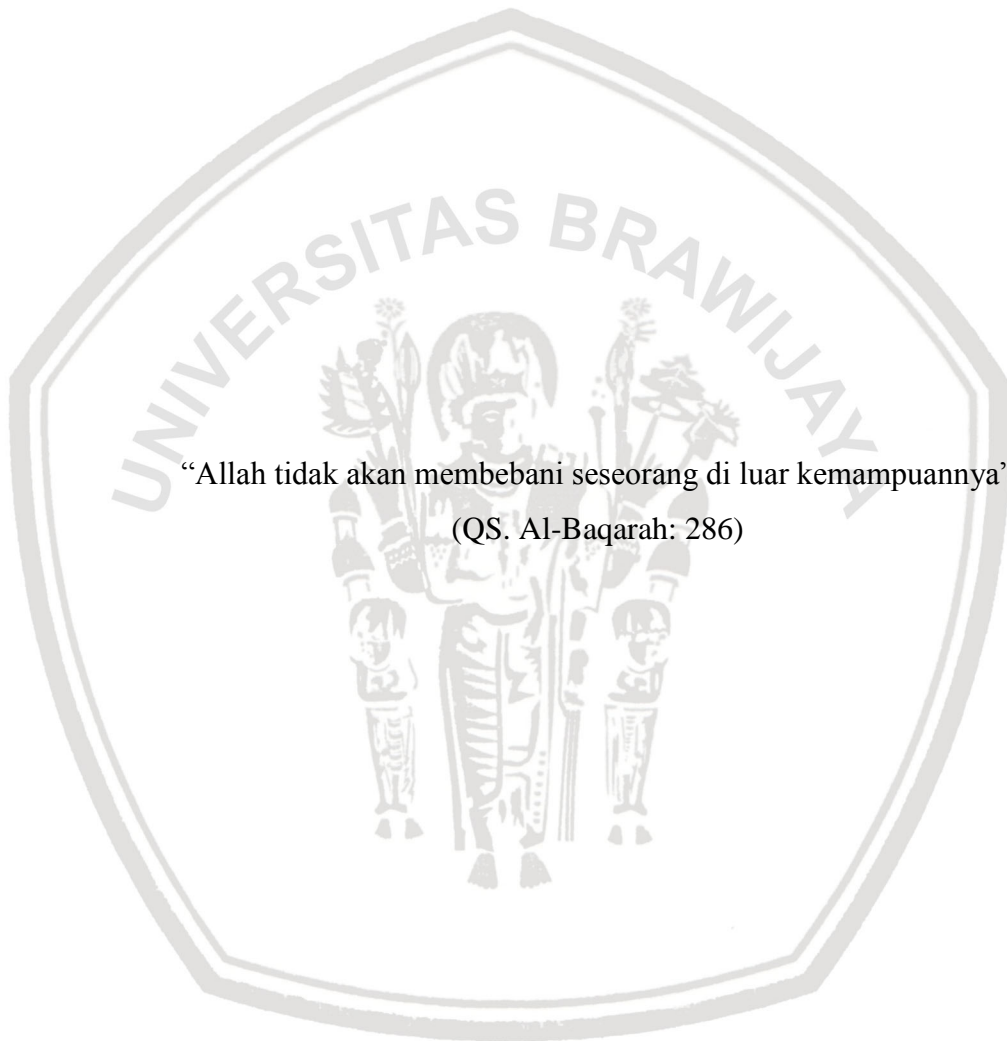 UNIVERSITAS BRAWIJAYA
“Allah tidak akan membebani seseorang di luar kemampuannya”
(QS. Al-Baqarah: 286)